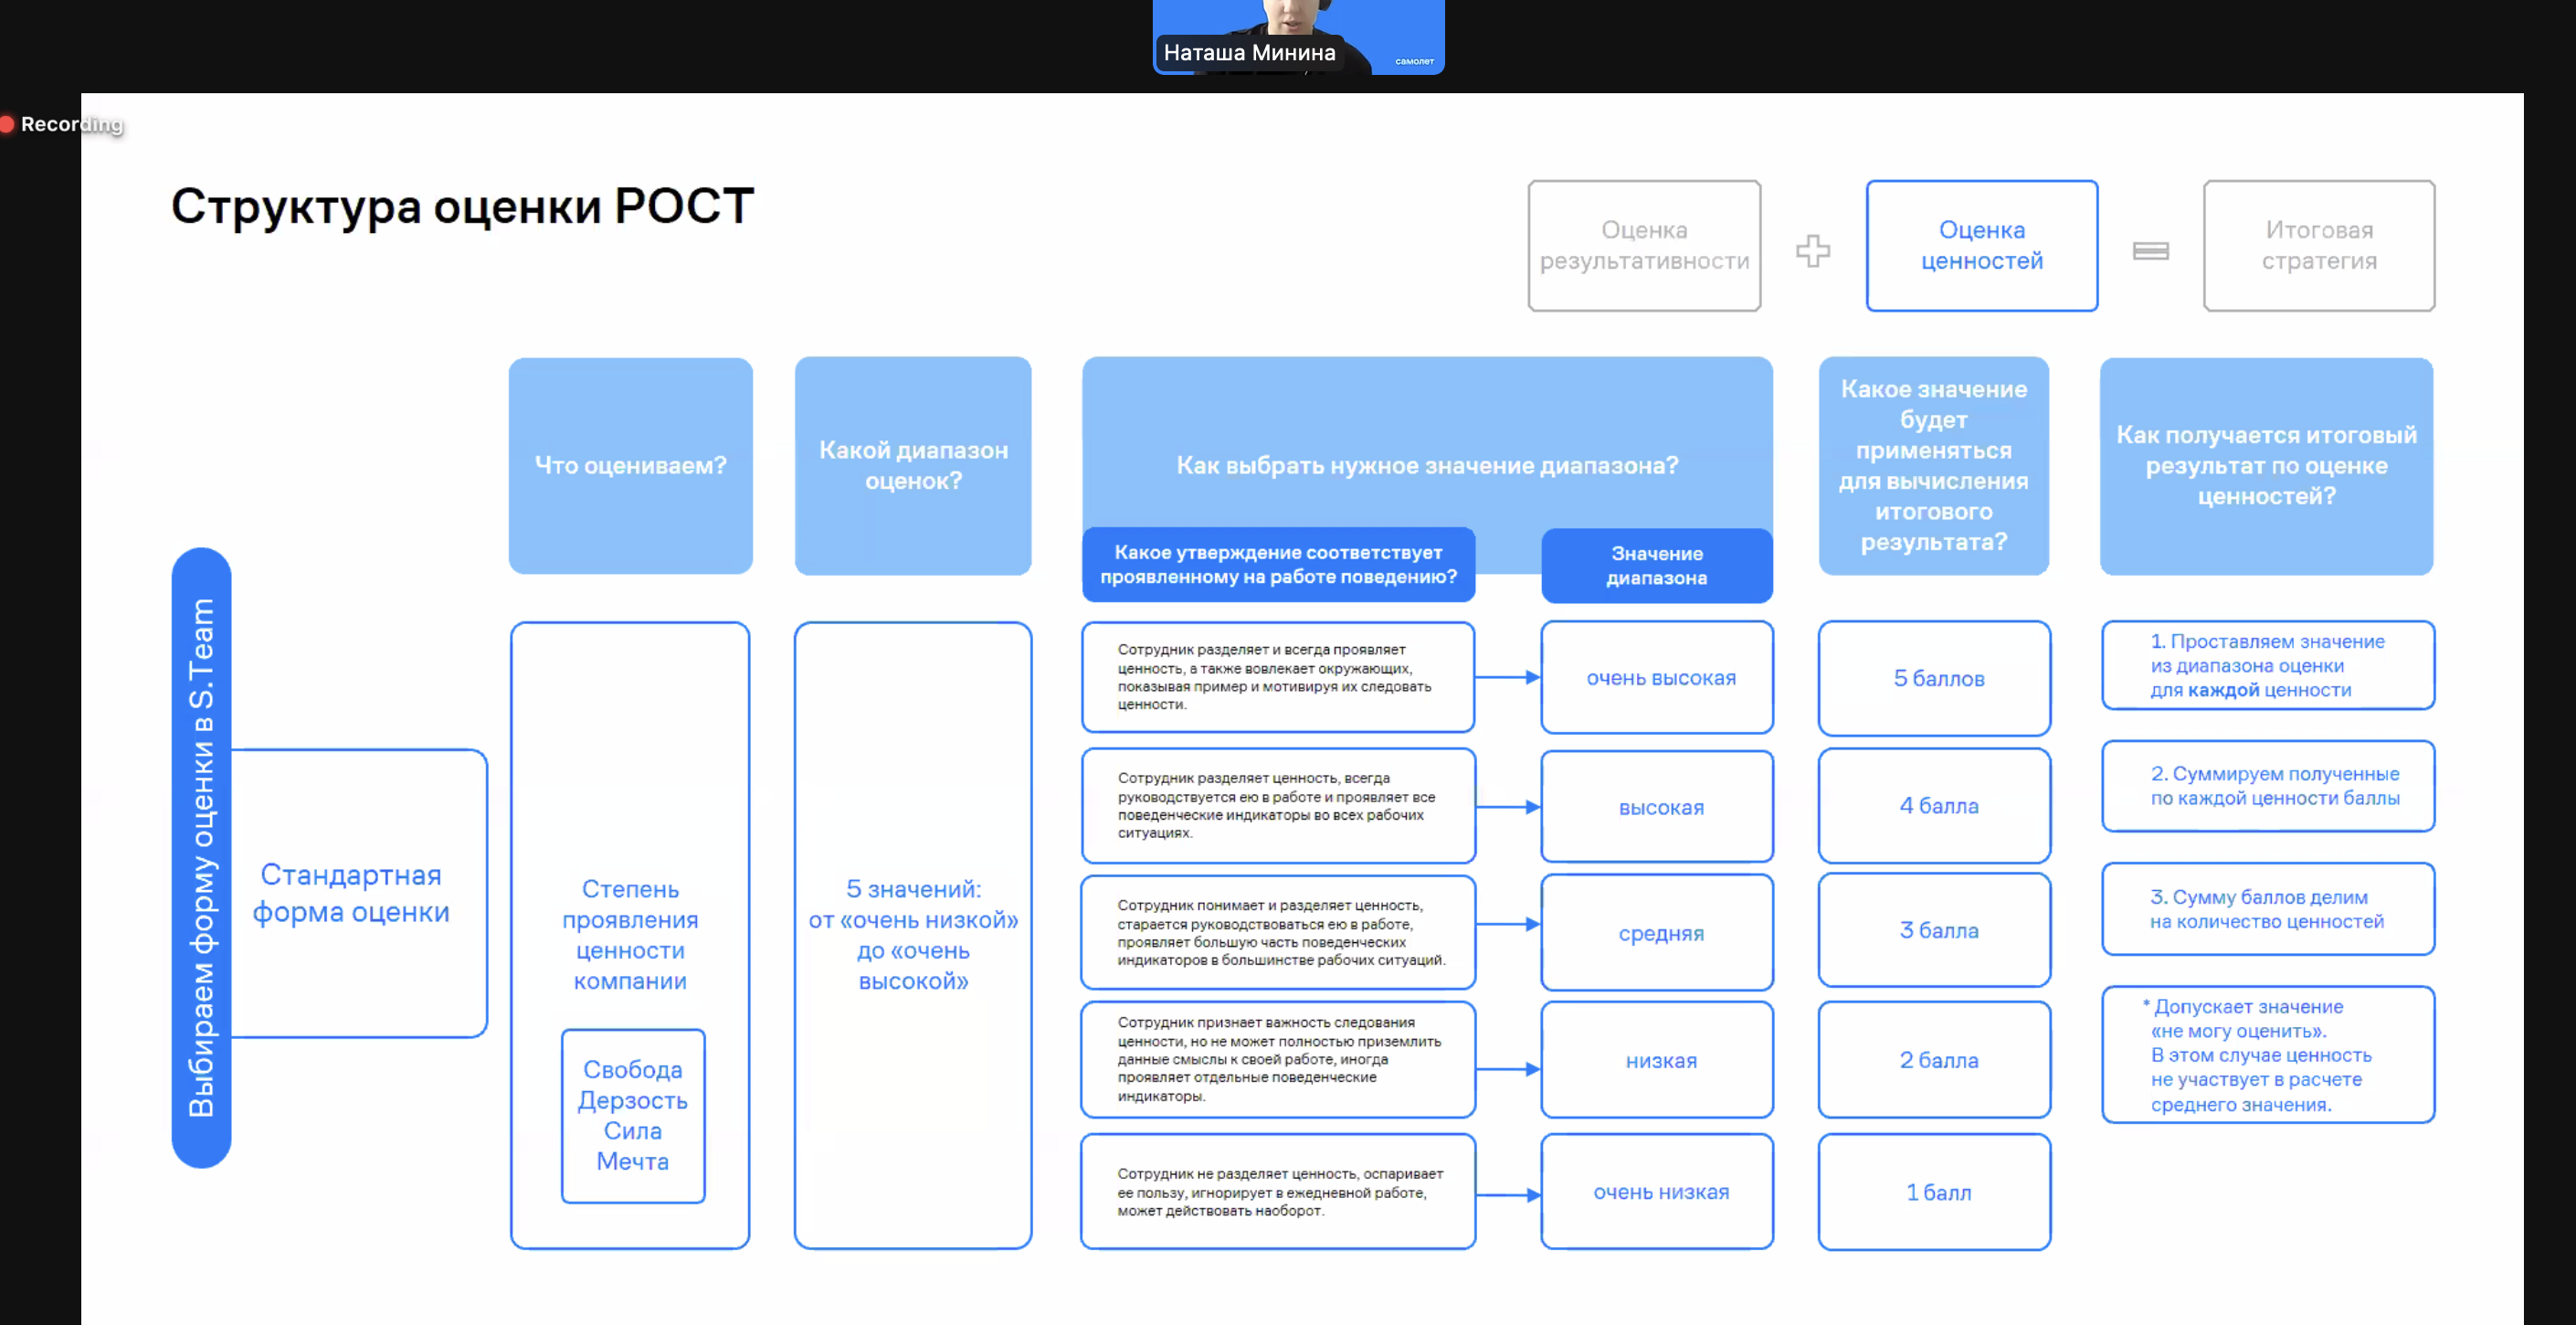 Наташа Минина
самолет
Recording
Структура оценки РОСТ
Оценка
результативности
Оценка
ценностей
Итоговая
стратегия
Что оцениваем?
Какой диапазон
оценок?
Как выбрать нужное значение диапазона?
Какое утверждение соответствует
проявленному на работе поведению?
Значение
диапазона
Какое значение
будет
применяться
для вычисления
итогового
результата?
Как получается итоговый
результат по оценке
ценностей?
Выбираем форму оценки в S.Team
Стандартная
форма оценки
Степень
проявления
ценности
компании
Свобода
Дерзость
Сила
Мечта
5 значений:
от «очень низкой»
до «очень
высокой»
Сотрудник разделяет и всегда проявляет
ценность, а также вовлекает окружающих,
показывая пример и мотивируя их следовать
ценности.
очень высокая
5 баллов
Сотрудник разделяет ценность, всегда
руководствуется ею в работе и проявляет все
поведенческие индикаторы во всех рабочих
ситуациях.
высокая
4 балла
Сотрудник понимает и разделяет ценность,
старается руководствоваться ею в работе,
проявляет большую часть поведенческих
индикаторов в большинстве рабочих ситуаций.
средняя
3 балла
Сотрудник признает важность следования
ценности, но не может полностью приземлить
данные смыслы к своей работе, иногда
проявляет отдельные поведенческие
индикаторы.
низкая
2 балла
Сотрудник не разделяет ценность, оспаривает
ее пользу, игнорирует в ежедневной работе,
может действовать наоборот.
очень низкая
1 балл
1. Проставляем значение
из диапазона оценки
для каждой ценности
2. Суммируем полученные
по каждой ценности баллы
3. Сумму баллов делим
на количество ценностей
* Допускает значение
«не могу оценить».
В этом случае ценность
не участвует в расчете
среднего значения.